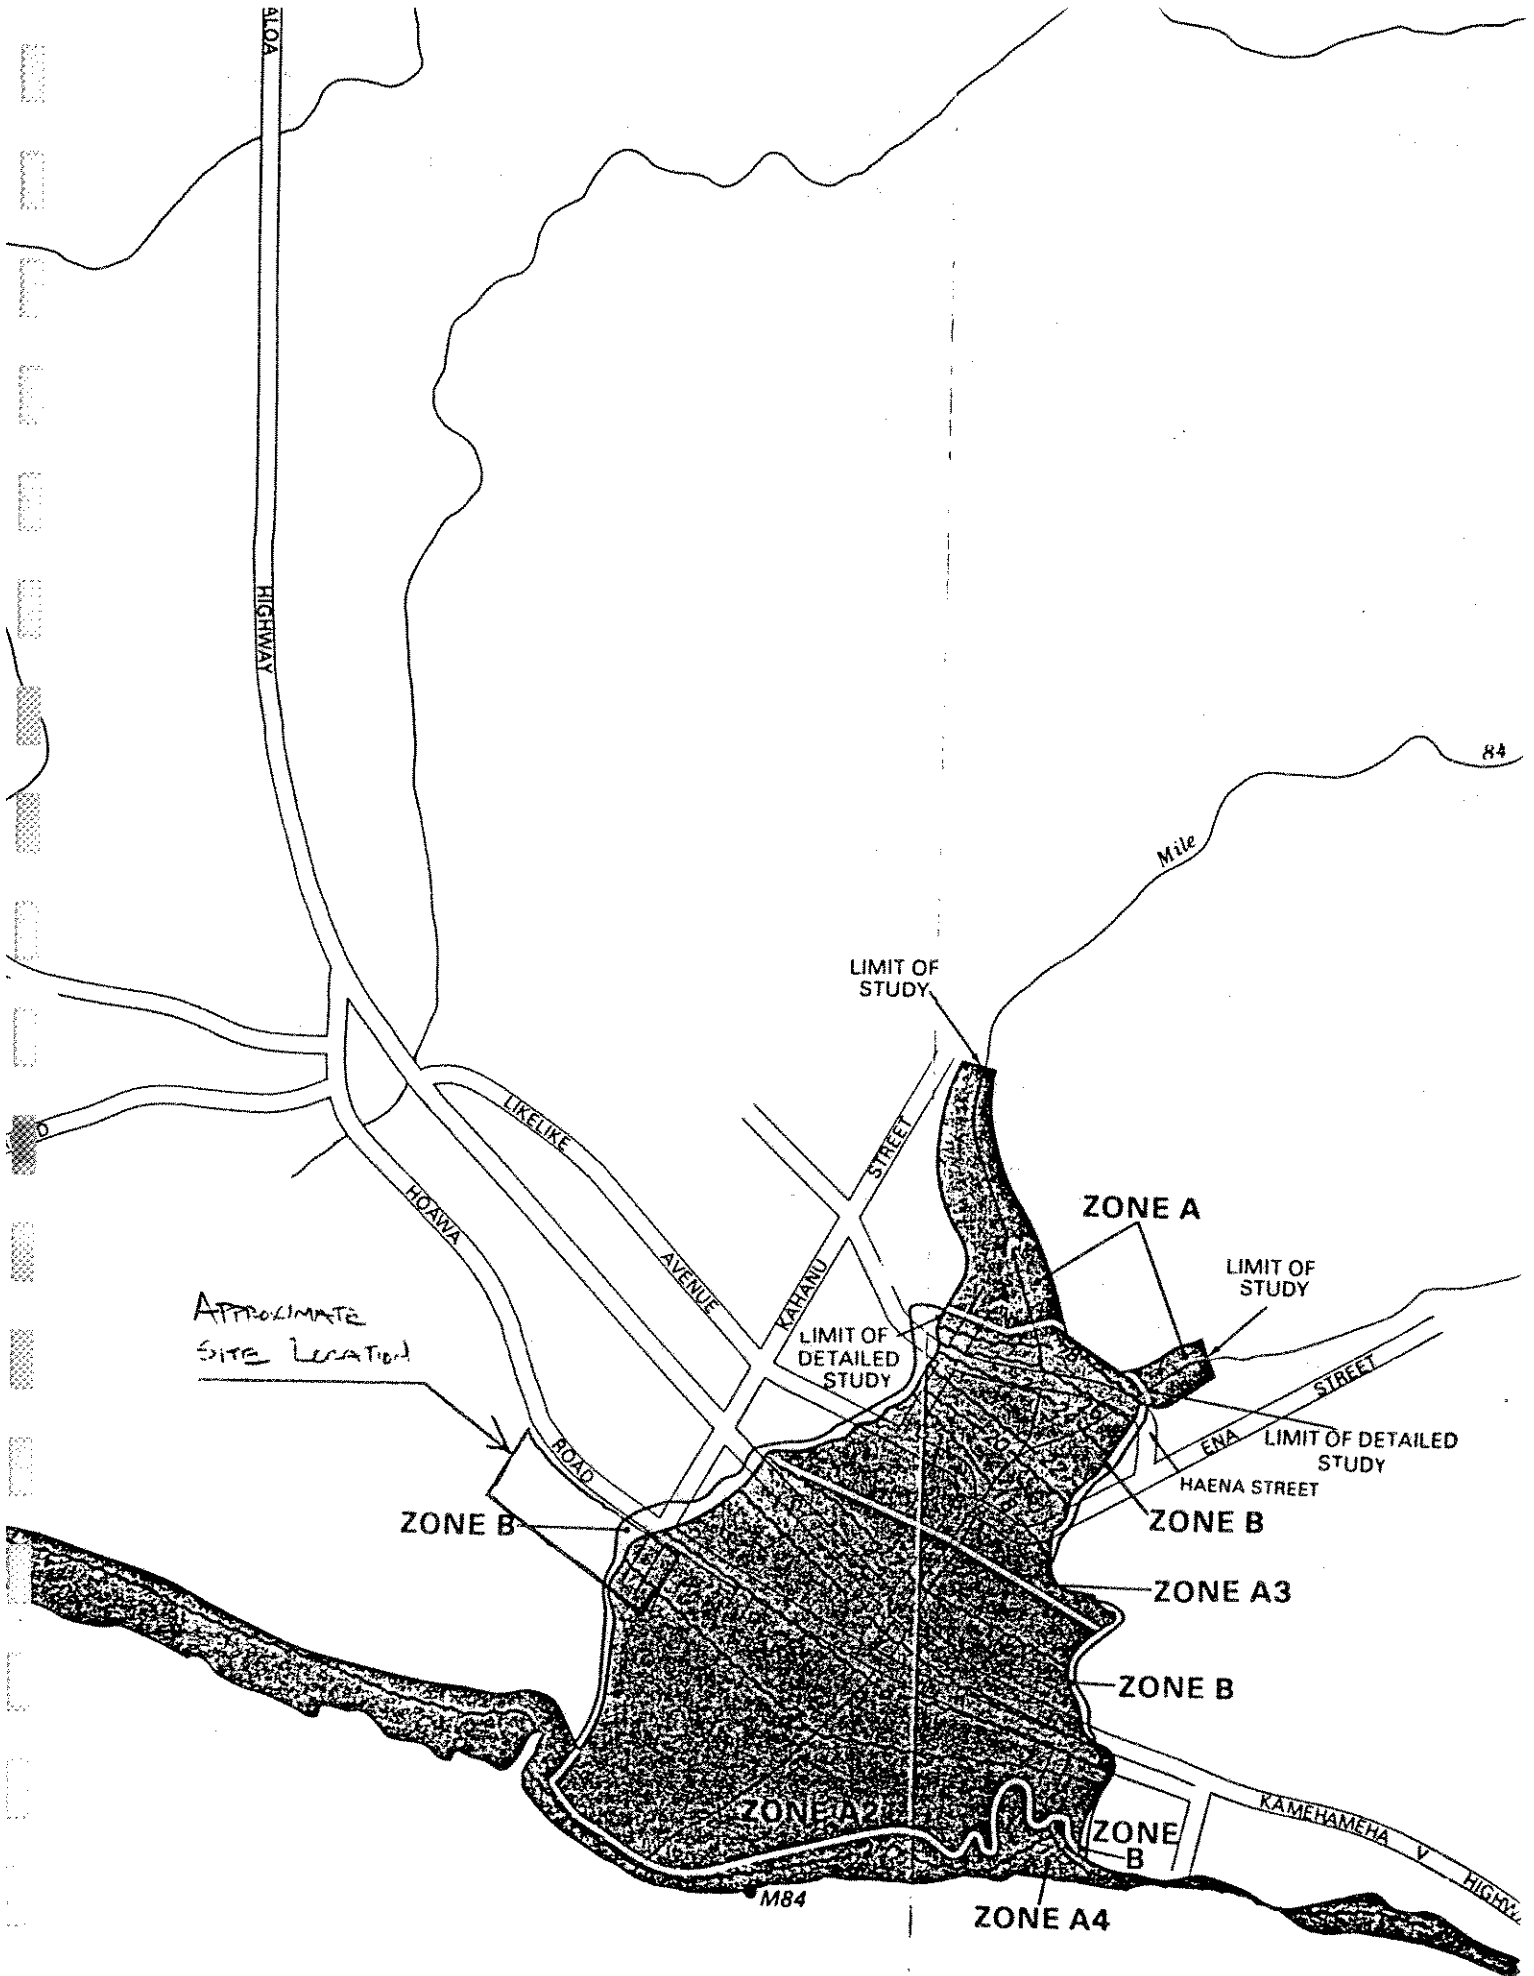 ALOA
HIGHWAY
84
Mile
LIMIT OF
STUDY
LIKELIKE
AVENUE
STREET
KAHANU
HOAWA
ROAD
ZONE A
LIMIT OF
STUDY
APPROXIMATE
SITE LOCATION
LIMIT OF
DETAILED
STUDY
STREET
ENA
LIMIT OF DETAILED
STUDY
HAENA STREET
ZONE B
ZONE B
ZONE A3
ZONE B
ZONE A2
ZONE
B
KAMEHAMEHA V HIGHWA
M84
ZONE A4